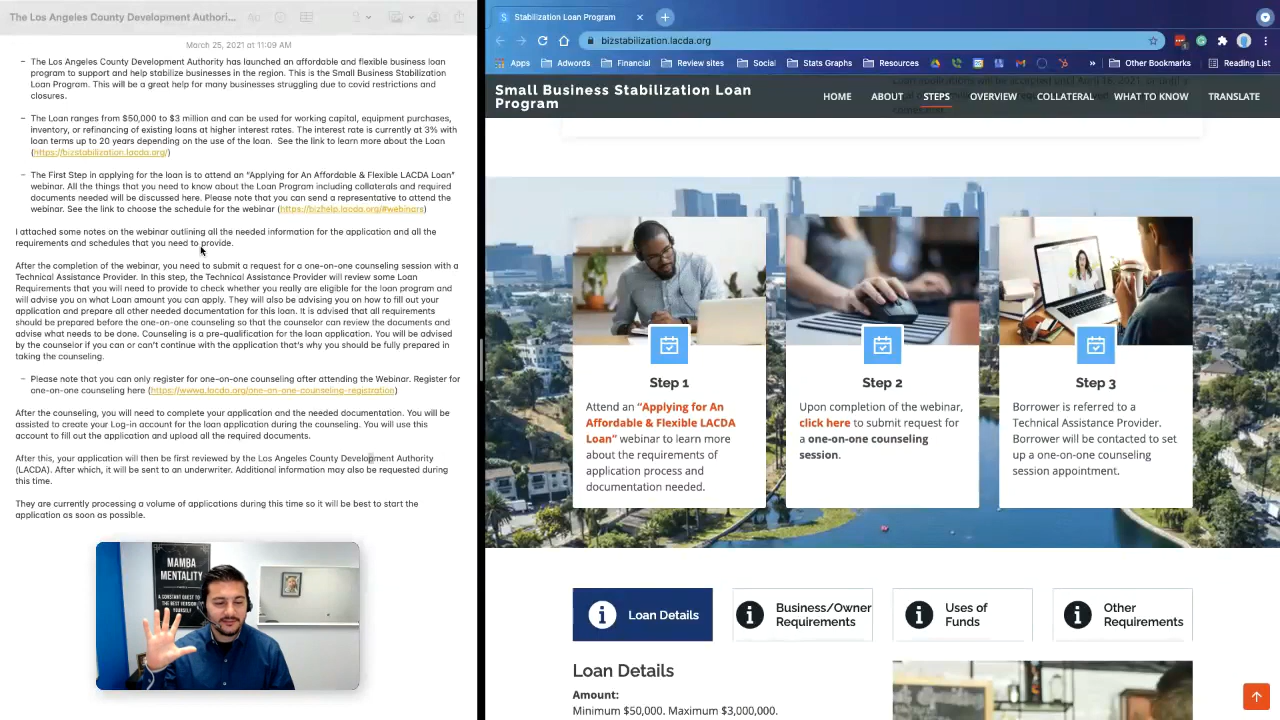 The Los Angeles County Development Authori...
March 25, 2021 at 11:09 AM
– The Los Angeles County Development Authority has launched an affordable and flexible business loan
program to support and help stabilize businesses in the region. This is the Small Business Stabilization
Loan Program. This will be a great help for many businesses struggling due to covid restrictions and
closures.
– The Loan ranges from $50,000 to $3 million and can be used for working capital, equipment purchases,
inventory, or refinancing of existing loans at higher interest rates. The interest rate is currently at 3% with
loan terms up to 20 years depending on the use of the loan. See the link to learn more about the Loan
(https://bizstabilization.lacda.org/)
– The First Step in applying for the loan is to attend an “Applying for An Affordable & Flexible LACDA Loan”
webinar. All the things that you need to know about the Loan Program including collaterals and required
documents needed will be discussed here. Please note that you can send a representative to attend the
webinar. See the link to choose the schedule for the webinar (https://bizhelp.lacda.org/#webinars)
I attached some notes on the webinar outlining all the needed information for the application and all the
requirements and schedules that you need to provide.
After the completion of the webinar, you need to submit a request for a one-on-one counseling session with a
Technical Assistance Provider. In this step, the Technical Assistance Provider will review some Loan
Requirements that you will need to provide to check whether you really are eligible for the loan program and
will advise you on what Loan amount you can apply. They will also be advising you on how to fill out your
application and prepare all other needed documentation for this loan. It is advised that all requirements
should be prepared before the one-on-one counseling so that the counselor can review the documents and
advise what needs to be done. Counseling is a pre-qualification for the loan application. You will be advised
by the counselor if you can or can't continue with the application that's why you should be fully prepared in
taking the counseling.
– Please note that you can only register for one-on-one counseling after attending the Webinar. Register for
one-on-one counseling here (https://wwwa.lacda.org/one-on-one-counseling-registration)
After the counseling, you will need to complete your application and the needed documentation. You will be
assisted to create your Log-in account for the loan application during the counseling. You will use this
account to fill out the application and upload all the required documents.
After this, your application will then be first reviewed by the Los Angeles County Development Authority
(LACDA). After which, it will be sent to an underwriter. Additional information may also be requested during
this time.
They are currently processing a volume of applications during this time so it will be best to start the
application as soon as possible.
MAMBA
MENTALITY
A CONSTANT QUEST TO
THE BEST VERSION
YOURSELF
Stabilization Loan Program
bizstabilization.lacda.org
Apps Adwords Financial Review sites Social Stats Graphs Resources » Other Bookmarks Reading List
Small Business Stabilization Loan
Program
HOME ABOUT STEPS OVERVIEW COLLATERAL WHAT TO KNOW TRANSLATE
Step 1
Attend an “Applying for An
Affordable & Flexible LACDA
Loan” webinar to learn more
about the requirements of
application process and
documentation needed.
Step 2
Upon completion of the webinar,
click here to submit request for
a one-on-one counseling
session.
Step 3
Borrower is referred to a
Technical Assistance Provider.
Borrower will be contacted to set
up a one-on-one counseling
session appointment.
Loan Details
Business/Owner
Requirements
Uses of
Funds
Other
Requirements
Loan Details
Amount:
Minimum $50,000. Maximum $3,000,000.